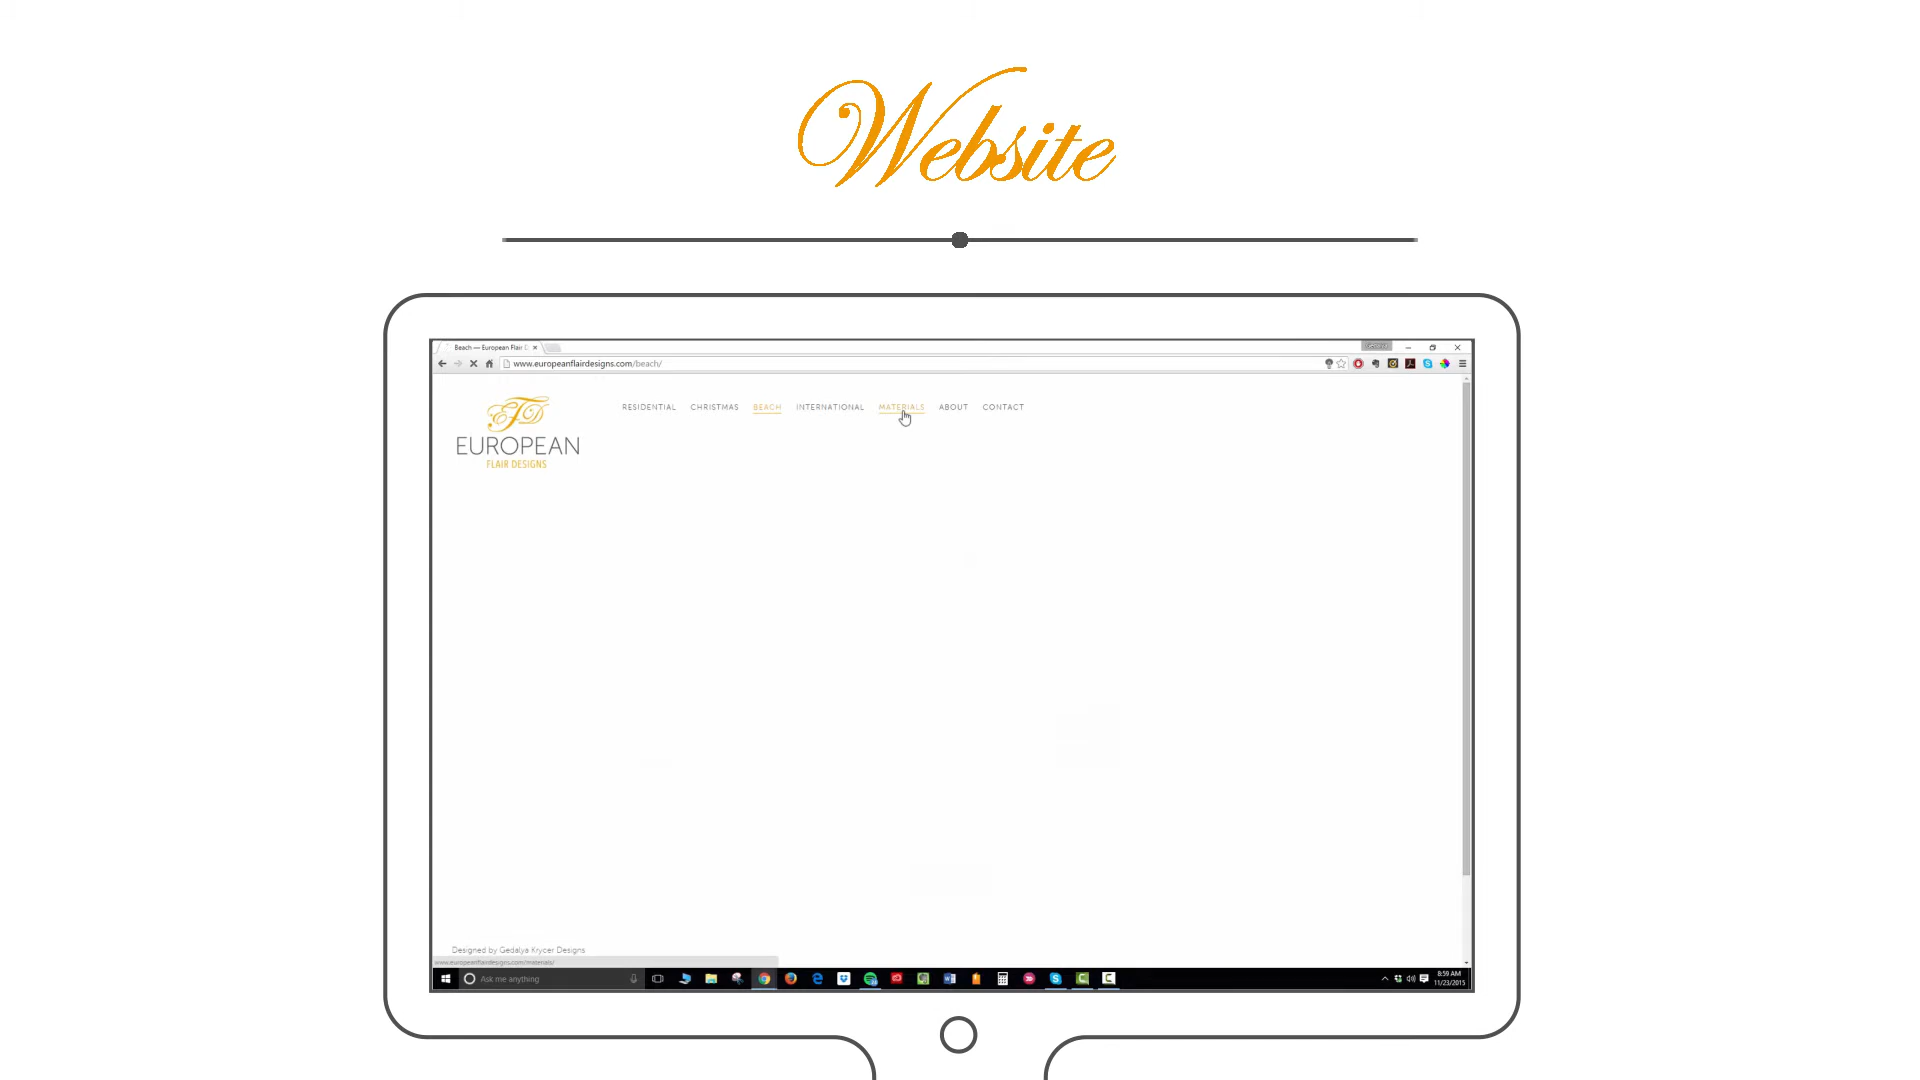 Website
Beach — European Flair D
www.europeanflairdesigns.com/beach/
EFD
EUROPEAN
FLAIR DESIGNS
RESIDENTIAL CHRISTMAS BEACH INTERNATIONAL MATERIALS ABOUT CONTACT
Designed by Gedalya Krycer Designs
www.europeanflairdesigns.com/materials/
Ask me anything
8:59 AM
11/23/2015